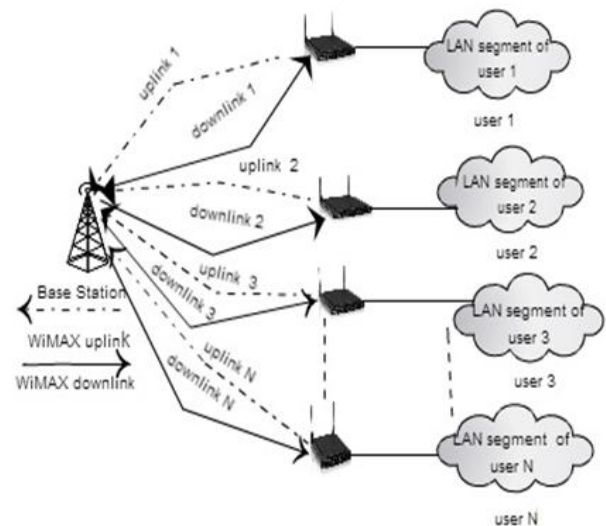 uplink 1
LAN segment of
user 1
user 1
downlink 1
uplink 2
LAN segment of
user 2
downlink 2
user 2
uplink 3
Base Station
downlink 3
LAN segment of
user 3
WiMAX uplink
WiMAX downlink
user 3
uplink N
downlink N
LAN segment of
user N
user N